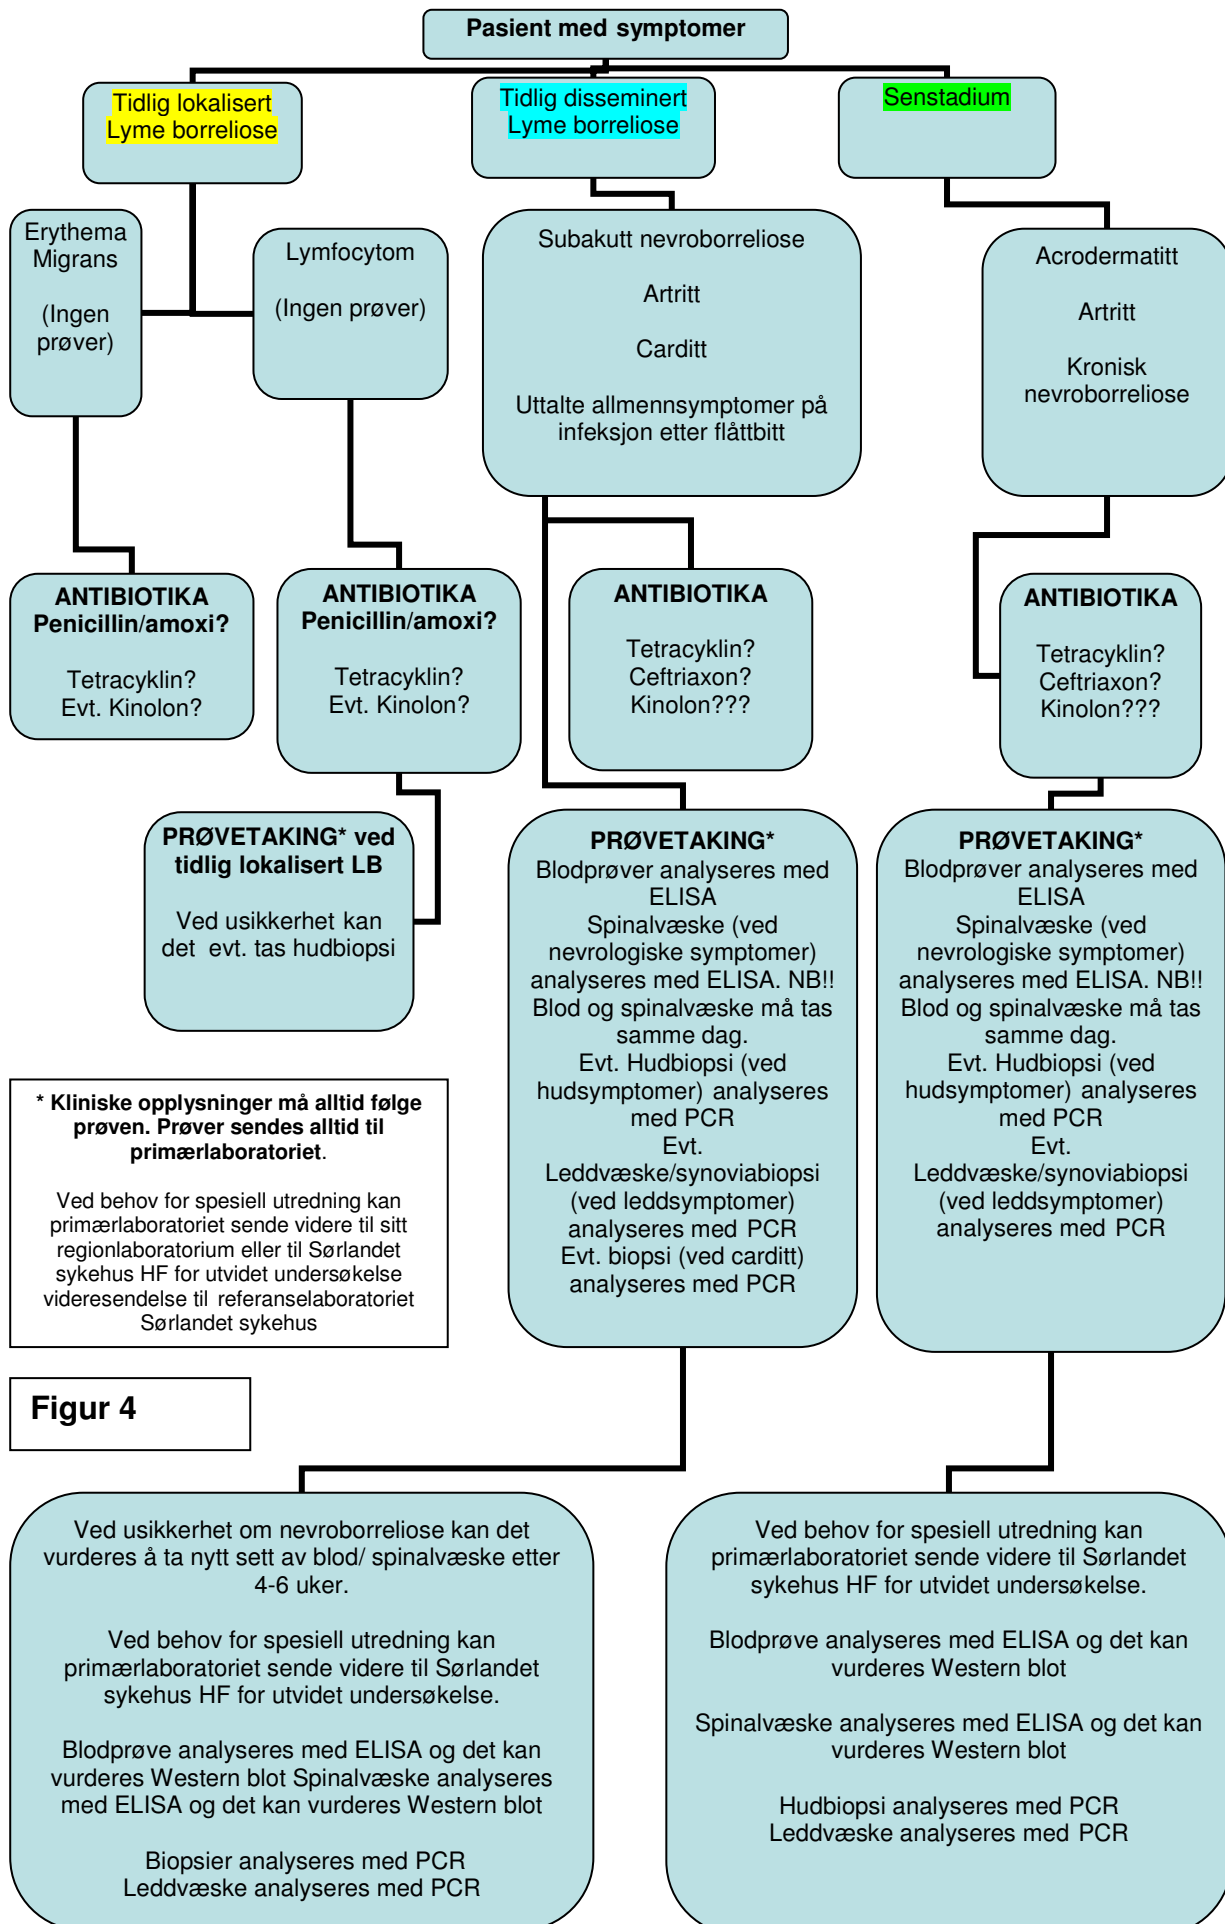 Pasient med symptomer
Tidlig lokalisert
Lyme borreliose
Tidlig disseminert
Lyme borreliose
Senstadium
Erythema
Migrans
(Ingen
prøver)
Lymfocytom
(Ingen prøver)
Subakutt nevroborreliose
Artritt
Carditt
Uttalte allmennsymptomer på
infeksjon etter flåttbitt
Acrodermatitt
Artritt
Kronisk
nevroborreliose
ANTIBIOTIKA
Penicillin/amoxi?
Tetracyklin?
Evt. Kinolon?
ANTIBIOTIKA
Penicillin/amoxi?
Tetracyklin?
Evt. Kinolon?
ANTIBIOTIKA
Tetracyklin?
Ceftriaxon?
Kinolon???
ANTIBIOTIKA
Tetracyklin?
Ceftriaxon?
Kinolon???
PRØVETAKING* ved
tidlig lokalisert LB
Ved usikkerhet kan
det evt. tas hudbiopsi
PRØVETAKING*
Blodprøver analyseres med
ELISA
Spinalvæske (ved
nevrologiske symptomer)
analyseres med ELISA. NB!!
Blod og spinalvæske må tas
samme dag.
Evt. Hudbiopsi (ved
hudsymptomer) analyseres
med PCR
Evt.
Leddvæske/synoviabiopsi
(ved leddsymptomer)
analyseres med PCR
Evt. biopsi (ved carditt)
analyseres med PCR
PRØVETAKING*
Blodprøver analyseres med
ELISA
Spinalvæske (ved
nevrologiske symptomer)
analyseres med ELISA. NB!!
Blod og spinalvæske må tas
samme dag.
Evt. Hudbiopsi (ved
hudsymptomer) analyseres
med PCR
Evt.
Leddvæske/synoviabiopsi
(ved leddsymptomer)
analyseres med PCR
* Kliniske opplysninger må alltid følge
prøven. Prøver sendes alltid til
primærlaboratoriet.
Ved behov for spesiell utredning kan
primærlaboratoriet sende videre til sitt
regionlaboratorium eller til Sørlandet
sykehus HF for utvidet undersøkelse
videresendelse til referanselaboratoriet
Sørlandet sykehus
Figur 4
Ved usikkerhet om nevroborreliose kan det
vurderes å ta nytt sett av blod/ spinalvæske etter
4-6 uker.
Ved behov for spesiell utredning kan
primærlaboratoriet sende videre til Sørlandet
sykehus HF for utvidet undersøkelse.
Blodprøve analyseres med ELISA og det kan
vurderes Western blot Spinalvæske analyseres
med ELISA og det kan vurderes Western blot
Biopsier analyseres med PCR
Leddvæske analyseres med PCR
Ved behov for spesiell utredning kan
primærlaboratoriet sende videre til Sørlandet
sykehus HF for utvidet undersøkelse.
Blodprøve analyseres med ELISA og det kan
vurderes Western blot
Spinalvæske analyseres med ELISA og det kan
vurderes Western blot
Hudbiopsi analyseres med PCR
Leddvæske analyseres med PCR